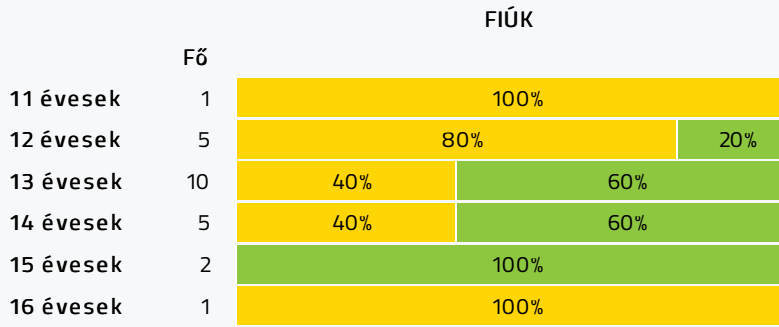 FIÚK
Fő
11 évesek 1 100%
12 évesek 5 80% 20%
13 évesek 10 40% 60%
14 évesek 5 40% 60%
15 évesek 2 100%
16 évesek 1 100%